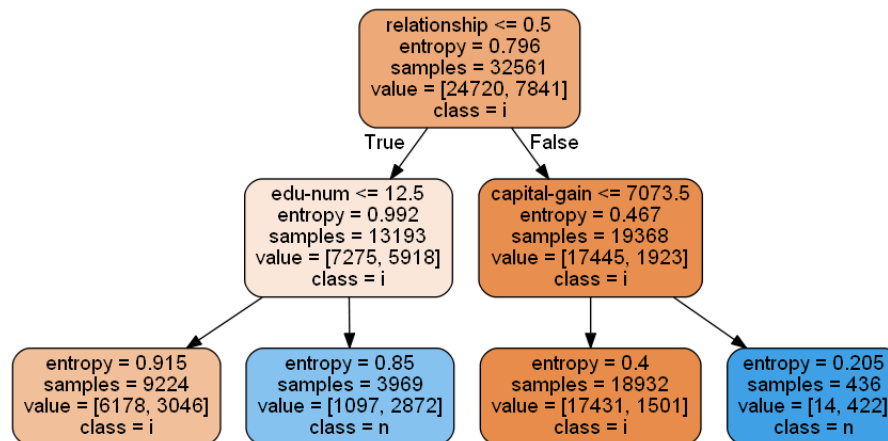 relationship <= 0.5
entropy = 0.796
samples = 32561
value = [24720, 7841]
class = i
True
False
edu-num <= 12.5
entropy = 0.992
samples = 13193
value = [7275, 5918]
class = i
capital-gain <= 7073.5
entropy = 0.467
samples = 19368
value = [17445, 1923]
class = i
entropy = 0.915
samples = 9224
value = [6178, 3046]
class = i
entropy = 0.85
samples = 3969
value = [1097, 2872]
class = n
entropy = 0.4
samples = 18932
value = [17431, 1501]
class = i
entropy = 0.205
samples = 436
value = [14, 422]
class = n